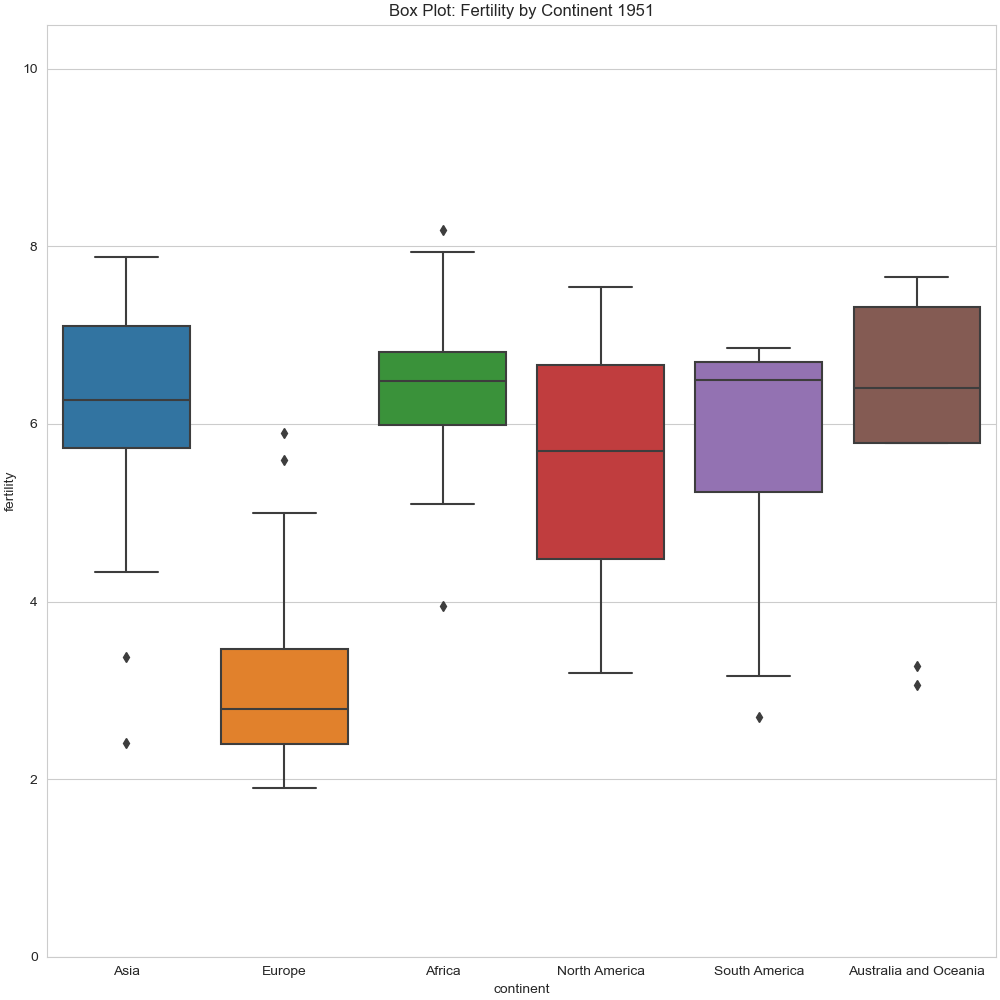 Box Plot: Fertility by Continent 1951
10
8
6
4
2
0
fertility
Asia
Europe
Africa
North America
South America
Australia and Oceania
continent